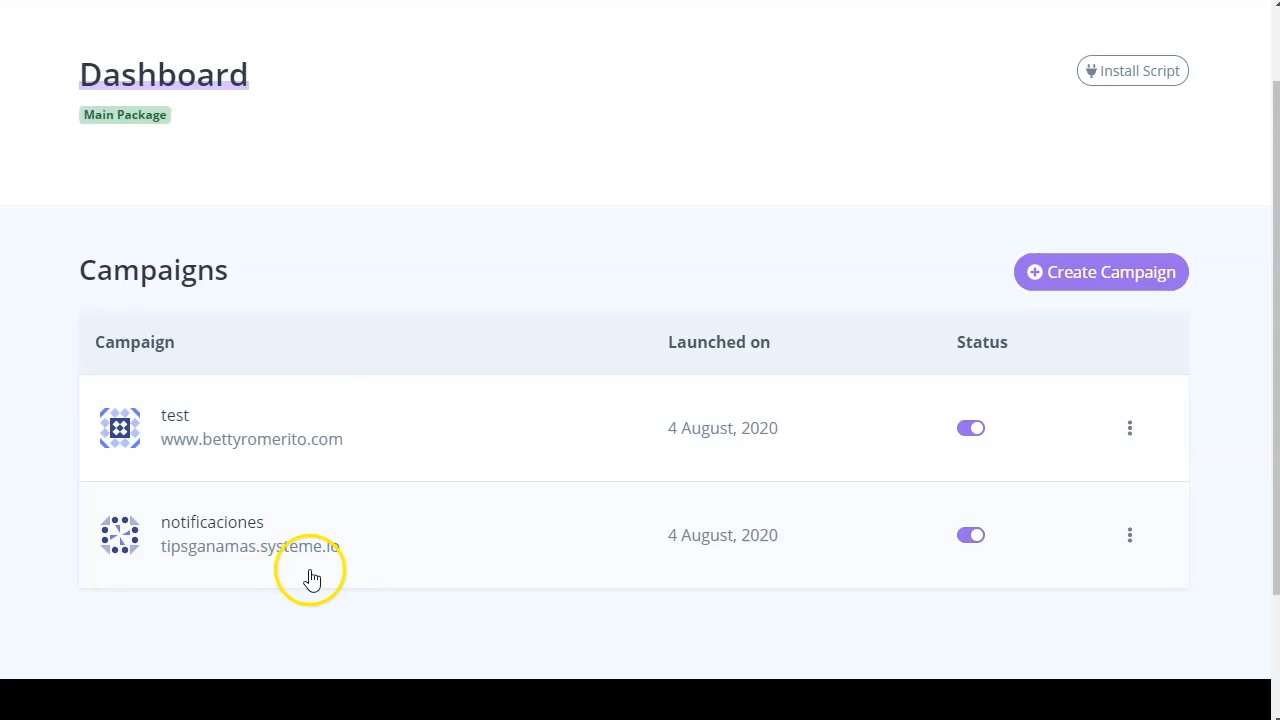 Dashboard
Install Script
Main Package
Campaigns
Create Campaign
Campaign Launched on Status
test
www.bettyromerito.com
4 August, 2020
notificaciones
tipsganamas.systeme.io
4 August, 2020